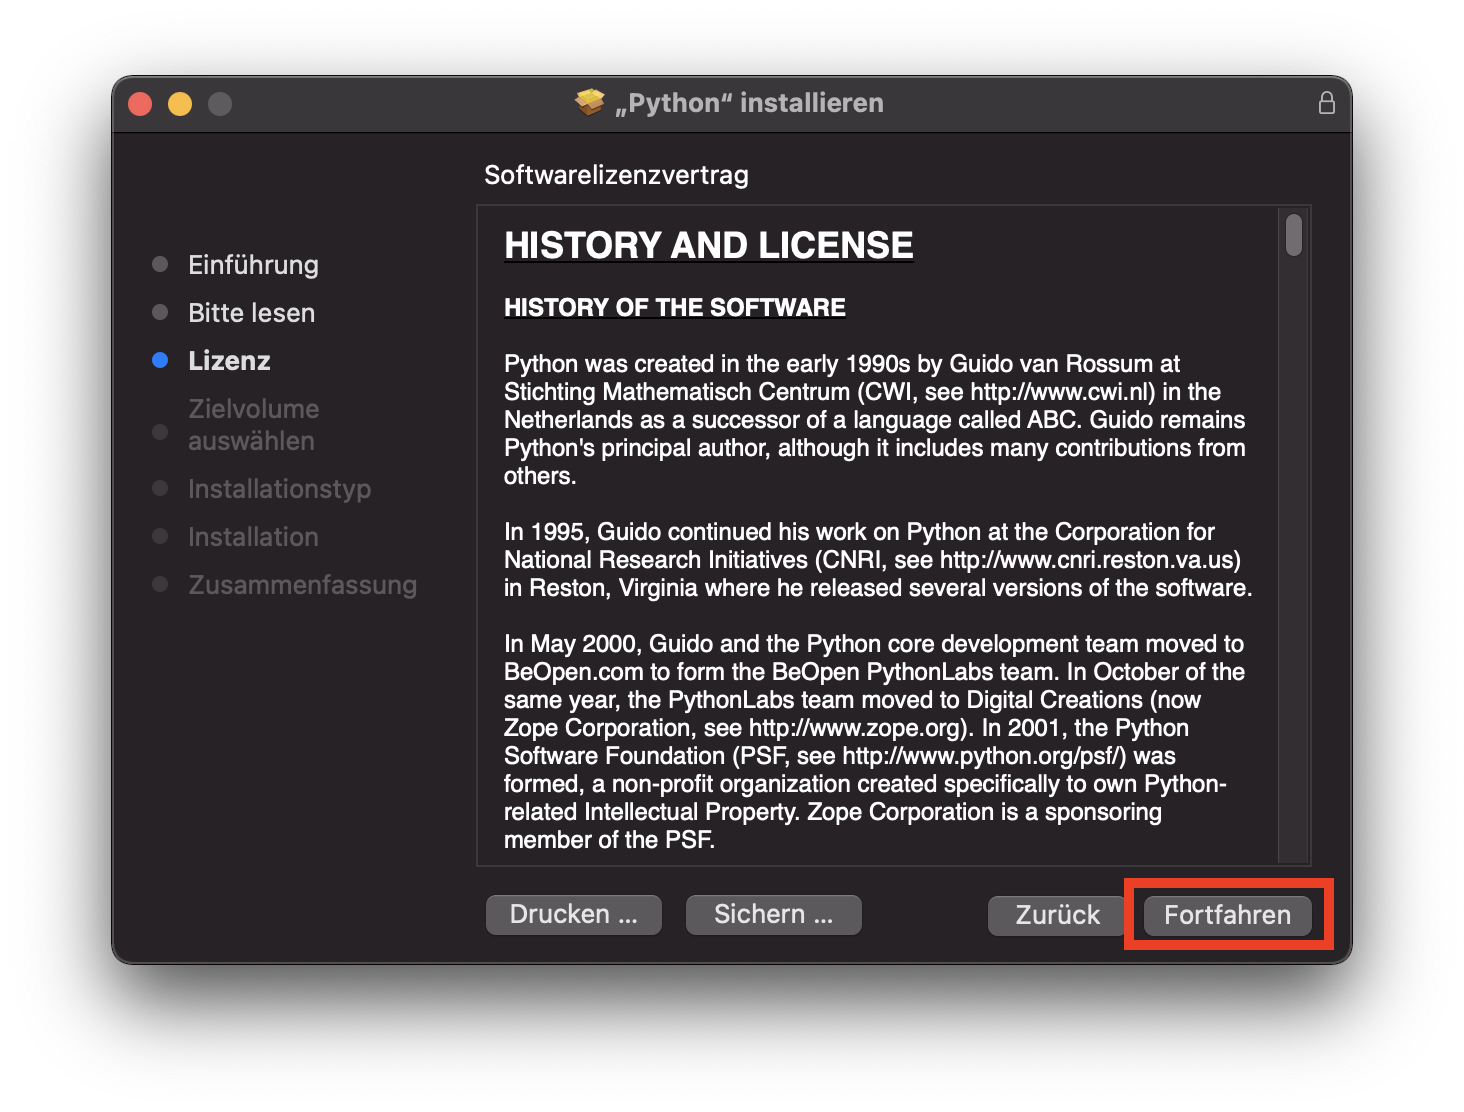 „Python“ installieren
Softwarelizenzvertrag
Einführung
Bitte lesen
Lizenz
Zielvolume
auswählen
Installationstyp
Installation
Zusammenfassung
HISTORY AND LICENSE
HISTORY OF THE SOFTWARE
Python was created in the early 1990s by Guido van Rossum at
Stichting Mathematisch Centrum (CWI, see http://www.cwi.nl) in the
Netherlands as a successor of a language called ABC. Guido remains
Python's principal author, although it includes many contributions from
others.
In 1995, Guido continued his work on Python at the Corporation for
National Research Initiatives (CNRI, see http://www.cnri.reston.va.us)
in Reston, Virginia where he released several versions of the software.
In May 2000, Guido and the Python core development team moved to
BeOpen.com to form the BeOpen PythonLabs team. In October of the
same year, the PythonLabs team moved to Digital Creations (now
Zope Corporation, see http://www.zope.org). In 2001, the Python
Software Foundation (PSF, see http://www.python.org/psf/) was
formed, a non-profit organization created specifically to own Python-
related Intellectual Property. Zope Corporation is a sponsoring
member of the PSF.
Drucken ...
Sichern ...
Zurück
Fortfahren